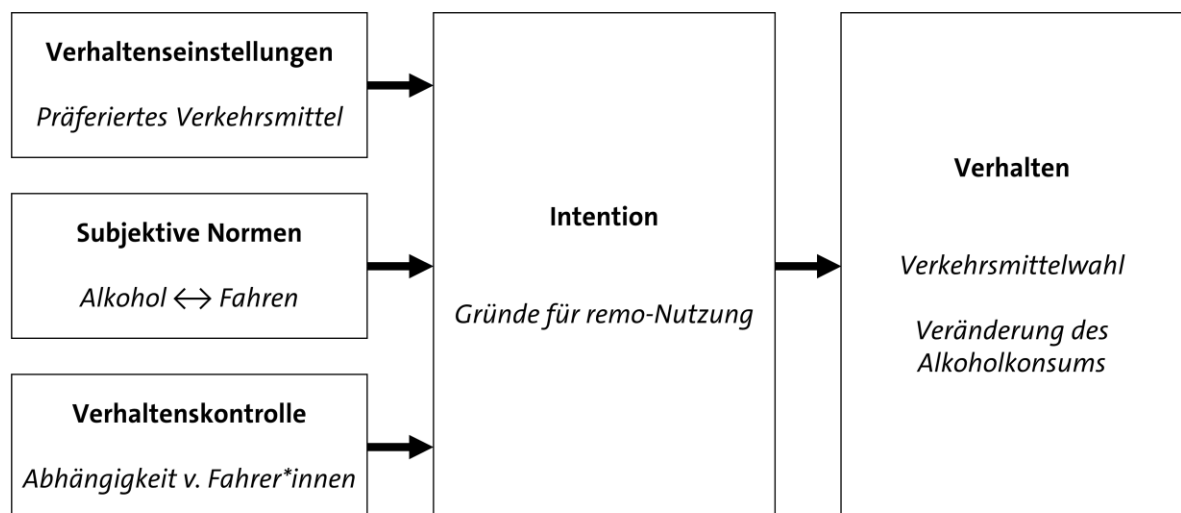 Verhaltenseinstellungen
Präferiertes Verkehrsmittel
Subjektive Normen
Alkohol ↔ Fahren
Verhaltenskontrolle
Abhängigkeit v. Fahrer*innen
Intention
Gründe für remo-Nutzung
Verhalten
Verkehrsmittelwahl
Veränderung des
Alkoholkonsums